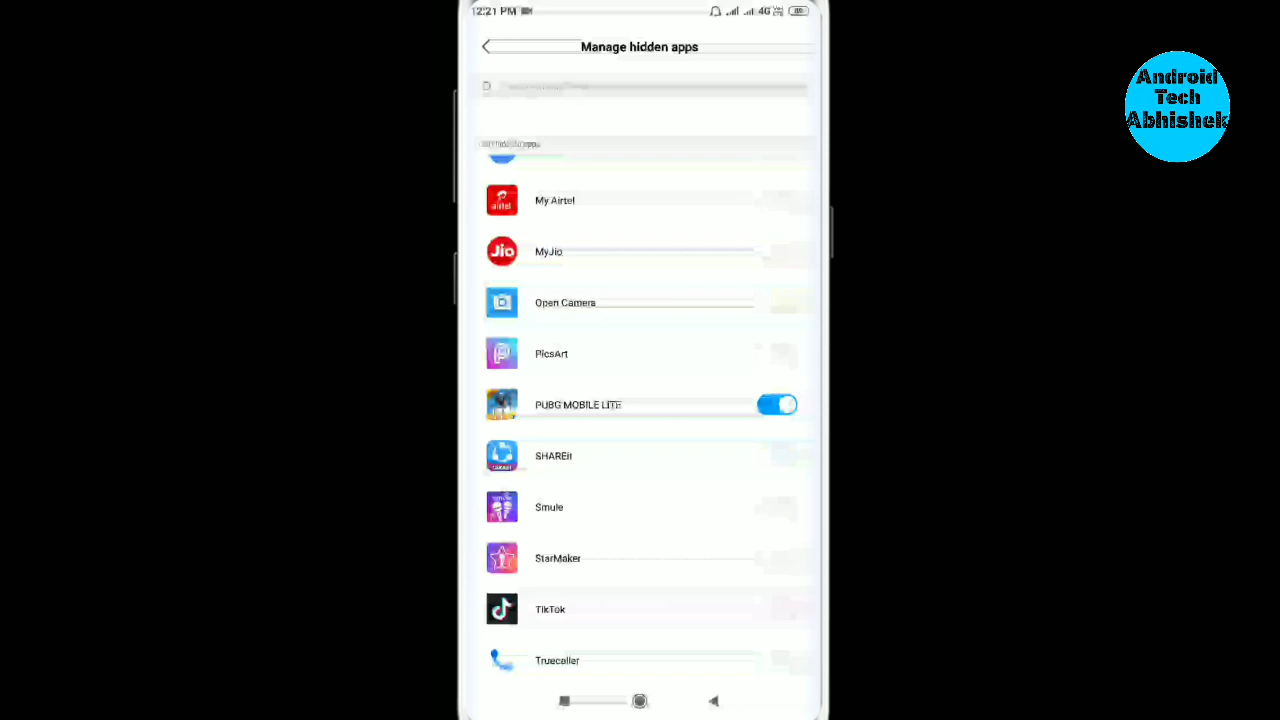 12:21 PM
4G
Manage hidden apps
My Airtel
airtel
MyJio
Jio
Open Camera
PicsArt
PUBG MOBILE LITE
SHAREit
Smule
StarMaker
TikTok
Truecaller
Android
Tech
Abhishek